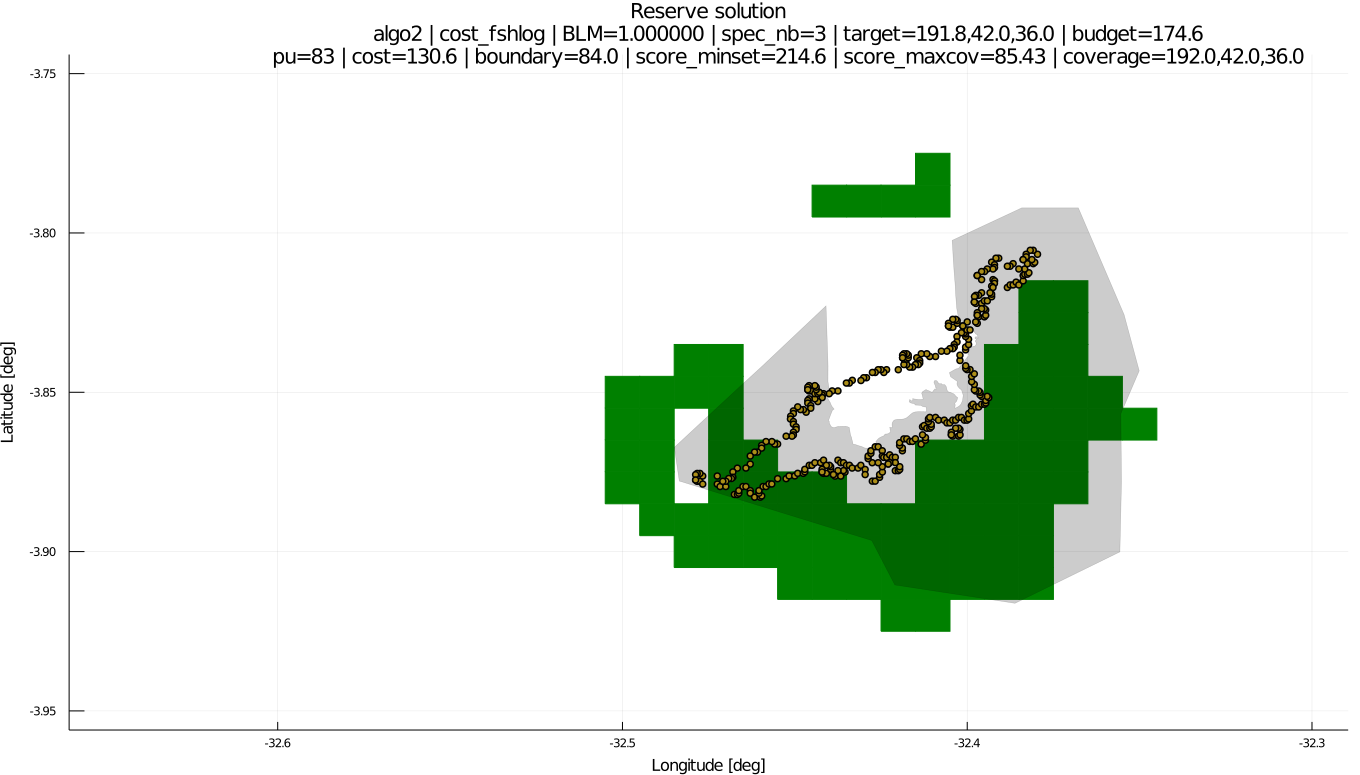 Reserve solution
algo2 | cost_fshlog | BLM=1.000000 | spec_nb=3 | target=191.8,42.0,36.0 | budget=174.6
pu=83 | cost=130.6 | boundary=84.0 | score_minset=214.6 | score_maxcov=85.43 | coverage=192.0,42.0,36.0
-3.75
-3.80
-3.85
-3.90
-3.95
Latitude [deg]
-32.6
-32.5
-32.4
-32.3
Longitude [deg]